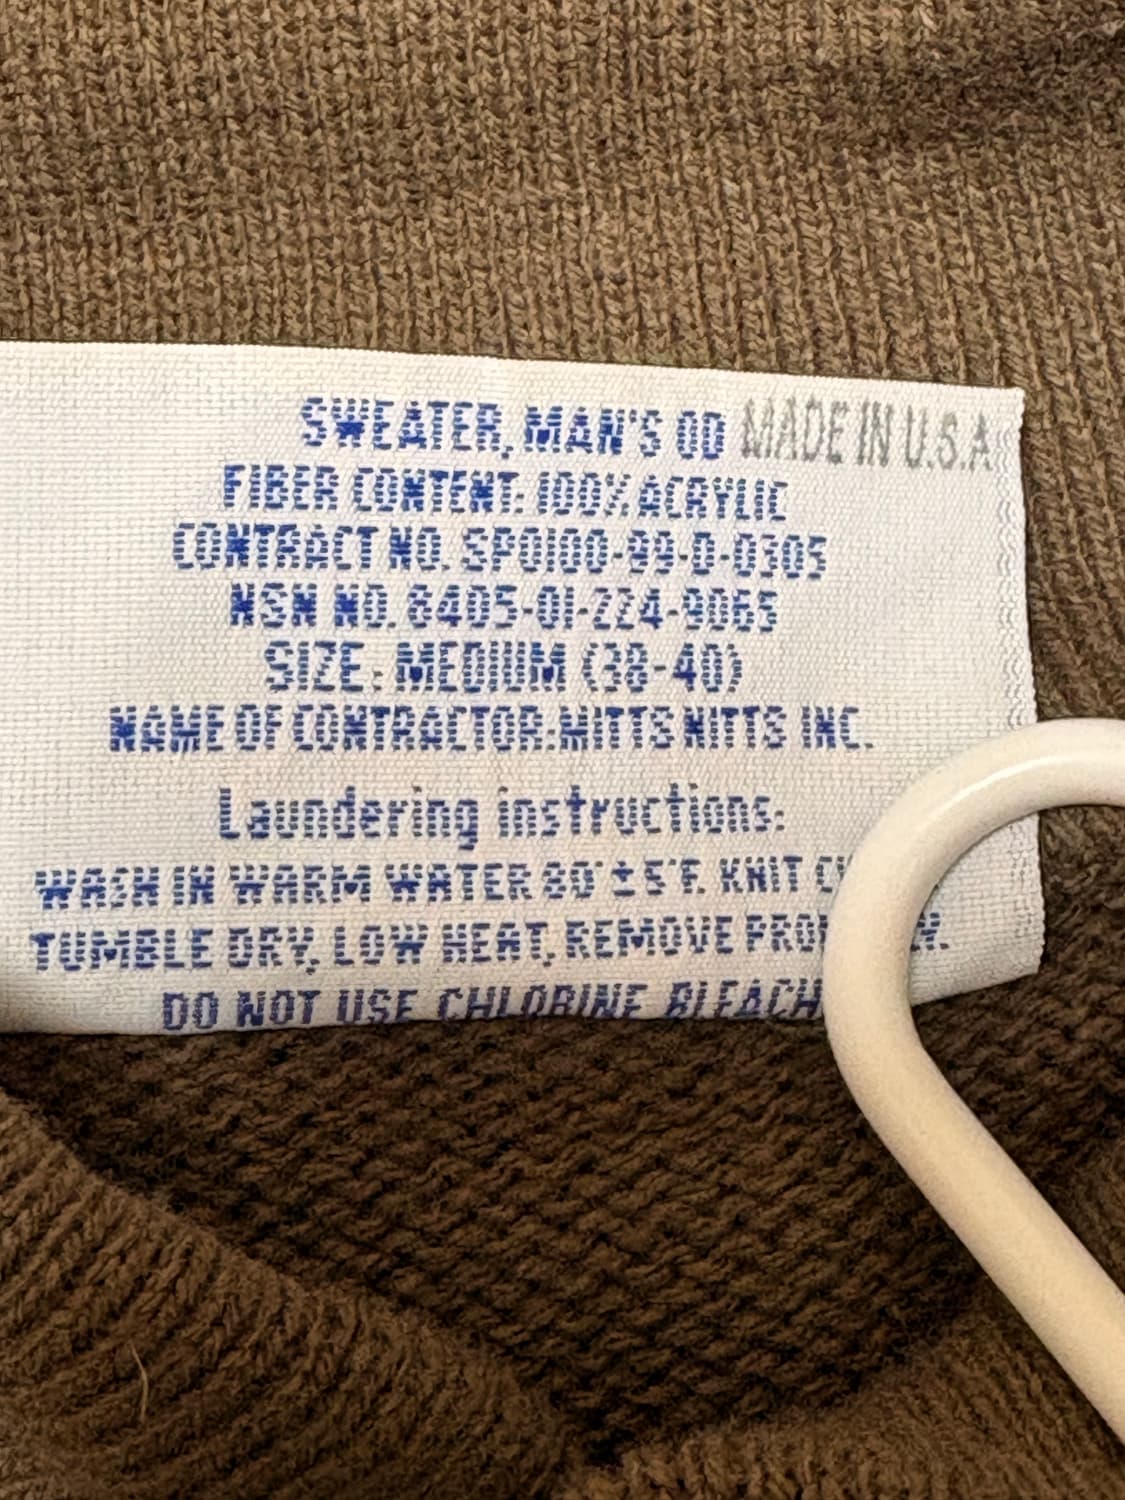 SWEATER, MAN'S OD MADE IN U.S.A
FIBER CONTENT: 100% ACRYLIC
CONTRACT NO. SP0100-99-D-0305
NSN NO. 8405-01-224-9065
SIZE: MEDIUM (38-40)
NAME OF CONTRACTOR: MITTS NITTS INC.
Laundering instructions:
WASH IN WARM WATER 80° ± 5°F. KNIT
TUMBLE DRY, LOW HEAT, REMOVE
DO NOT USE CHLORINE BLEACH